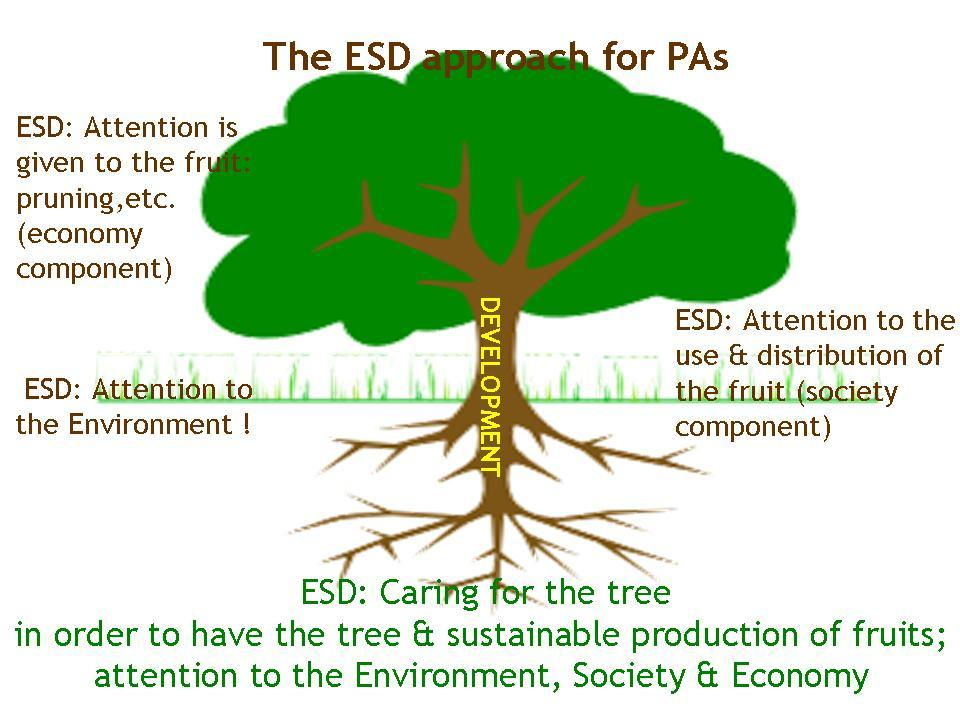 The ESD approach for PAs
ESD: Attention is
given to the fruit:
pruning,etc.
(economy
component)
DEVELOPMENT
ESD: Attention to the
use & distribution of
the fruit (society
component)
ESD: Attention to
the Environment !
ESD: Caring for the tree
in order to have the tree & sustainable production of fruits;
attention to the Environment, Society & Economy